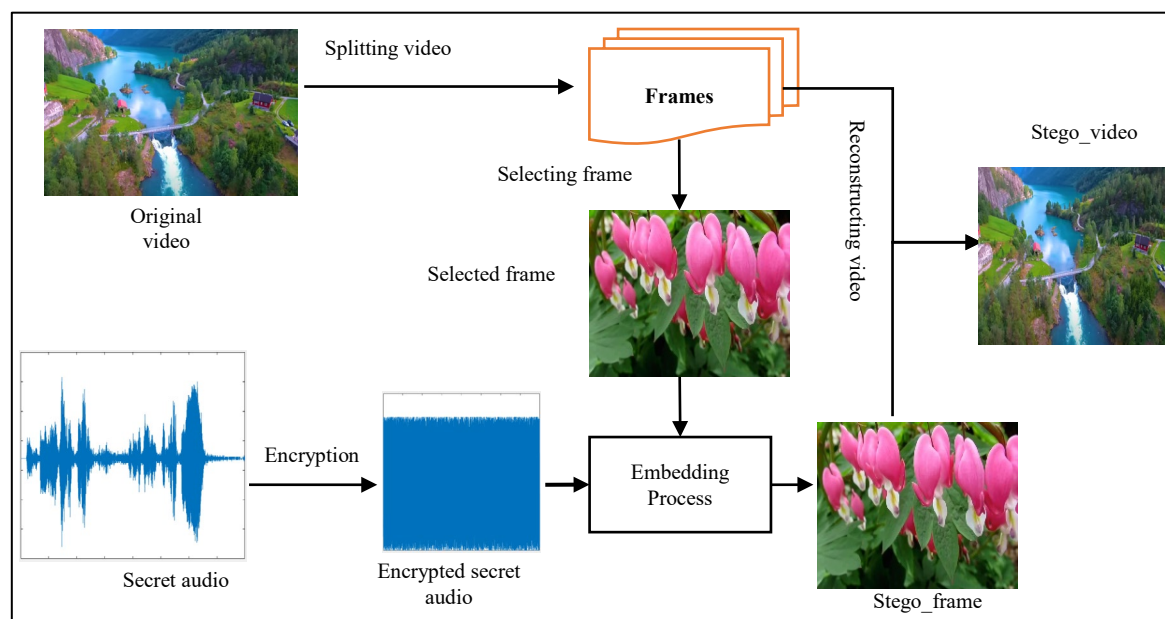 Splitting video
Frames
Stego_video
Original
video
Selecting frame
Reconstructing video
Selected frame
Encryption
Embedding
Process
Secret audio
Encrypted secret
audio
Stego_frame